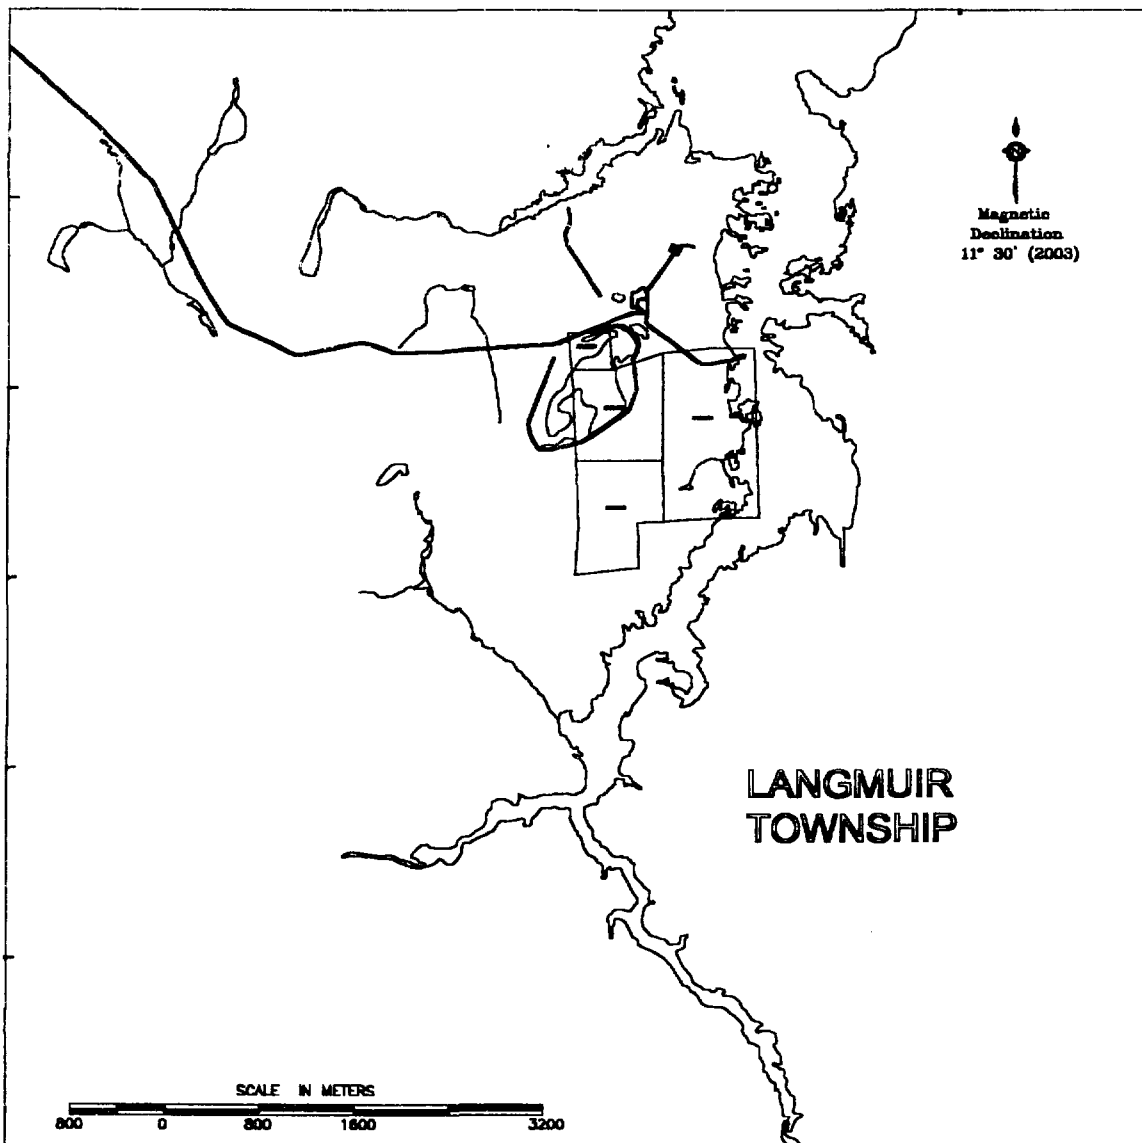 N
Magnetic
Declination
11° 30' (2003)
LANGMUIR
TOWNSHIP
SCALE IN METERS
800 0 800 1600 3200